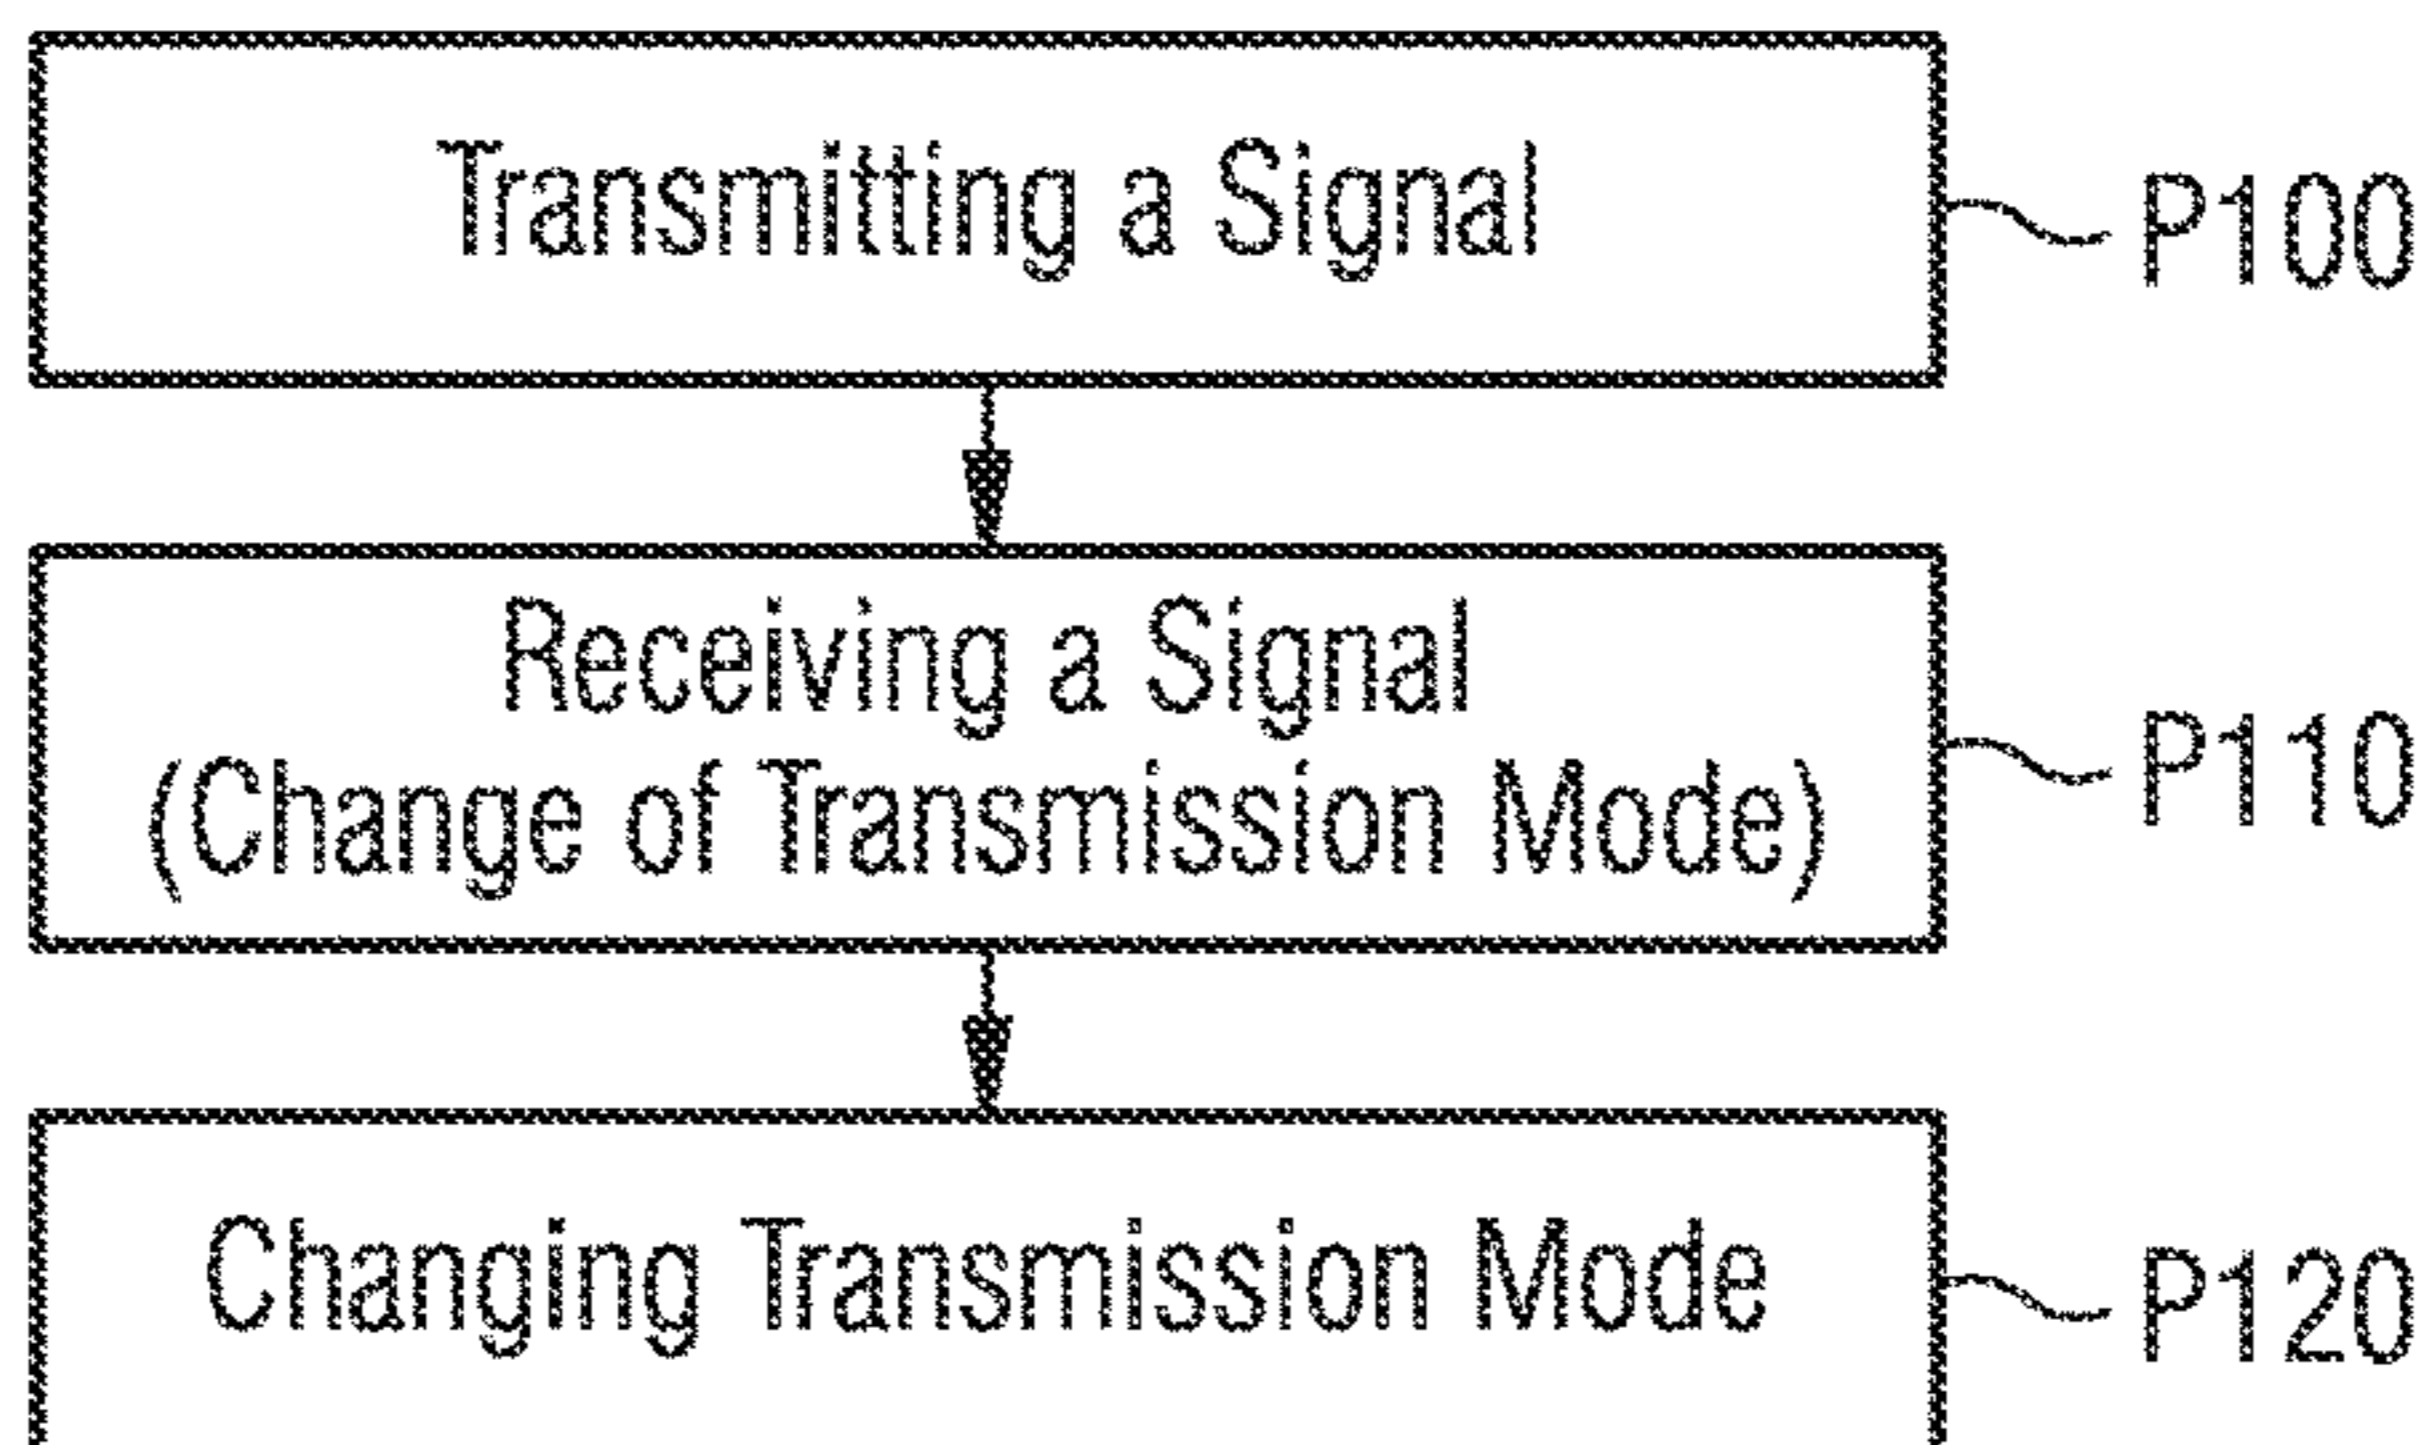 Transmitting a Signal
P100
Receiving a Signal
(Change of Transmission Mode)
P110
Changing Transmission Mode
P120